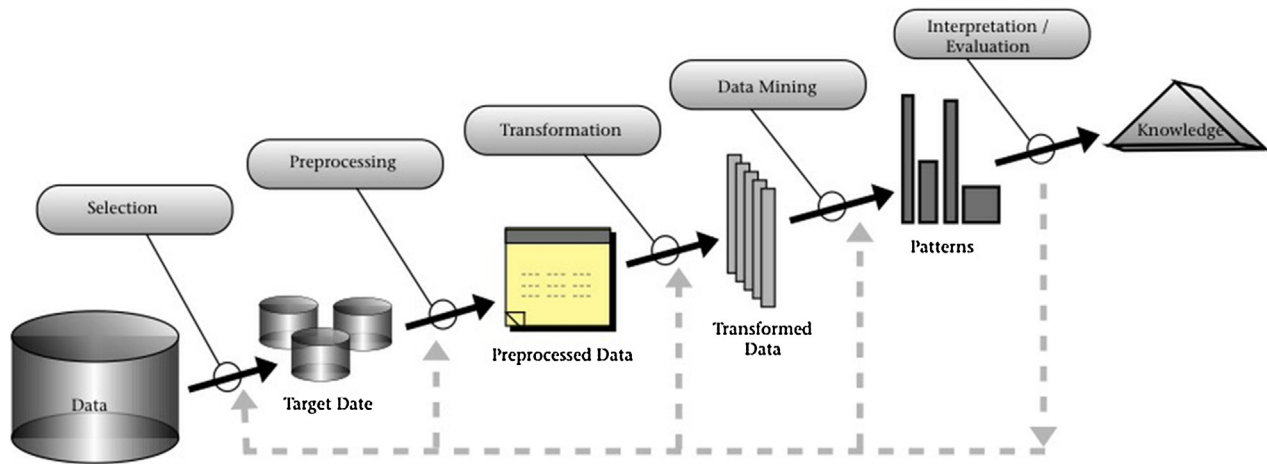 Interpretation /
Evaluation
Data Mining
Transformation
Preprocessing
Selection
Knowledge
Patterns
Transformed
Data
Preprocessed Data
Target Date
Data